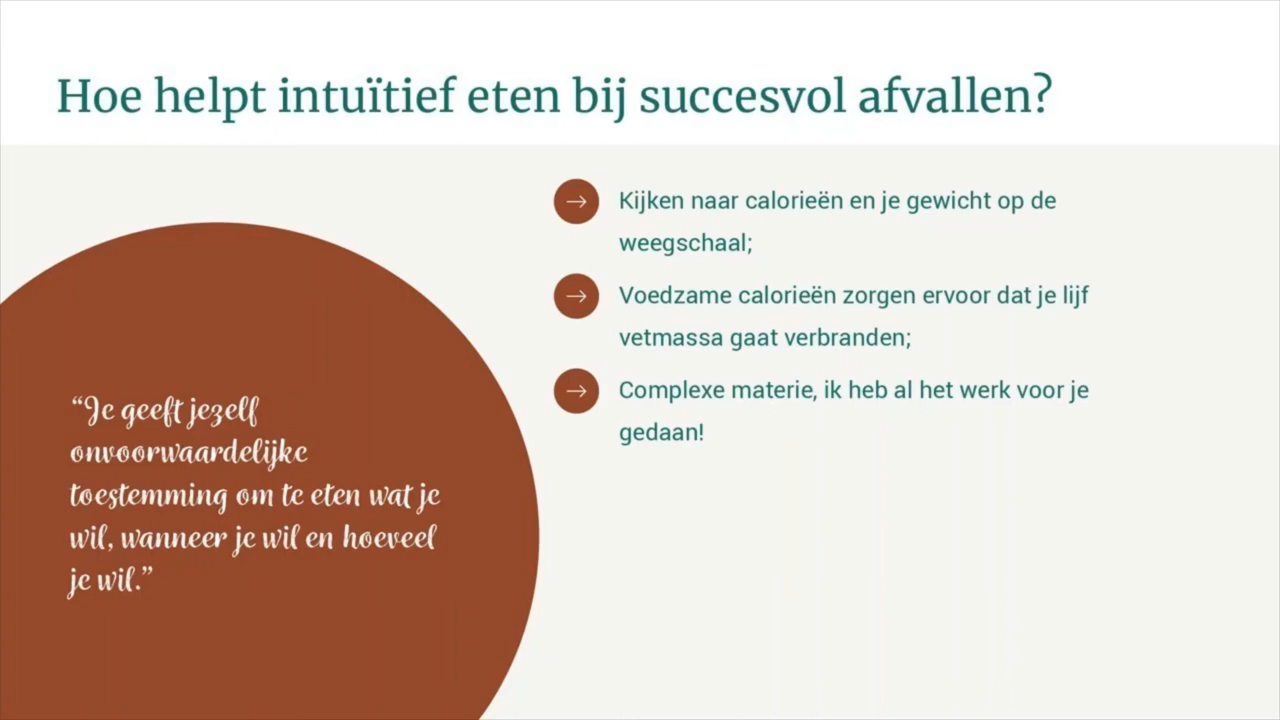 Hoe helpt intuïtief eten bij succesvol afvallen?
Kijken naar calorieën en je gewicht op de
weegschaal;
Voedzame calorieën zorgen ervoor dat je lijf
vetmassa gaat verbranden;
Complexe materie, ik heb al het werk voor je
gedaan!
“Je geeft jezelf
onvoorwaardelijke
toestemming om te eten wat je
wil, wanneer je wil en hoeveel
je wil.”